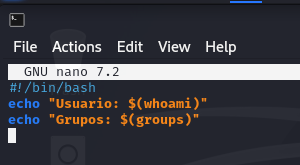 File Actions Edit View Help
GNU nano 7.2
#!/bin/bash
echo "Usuario: $(whoami)"
echo "Grupos: $(groups)"